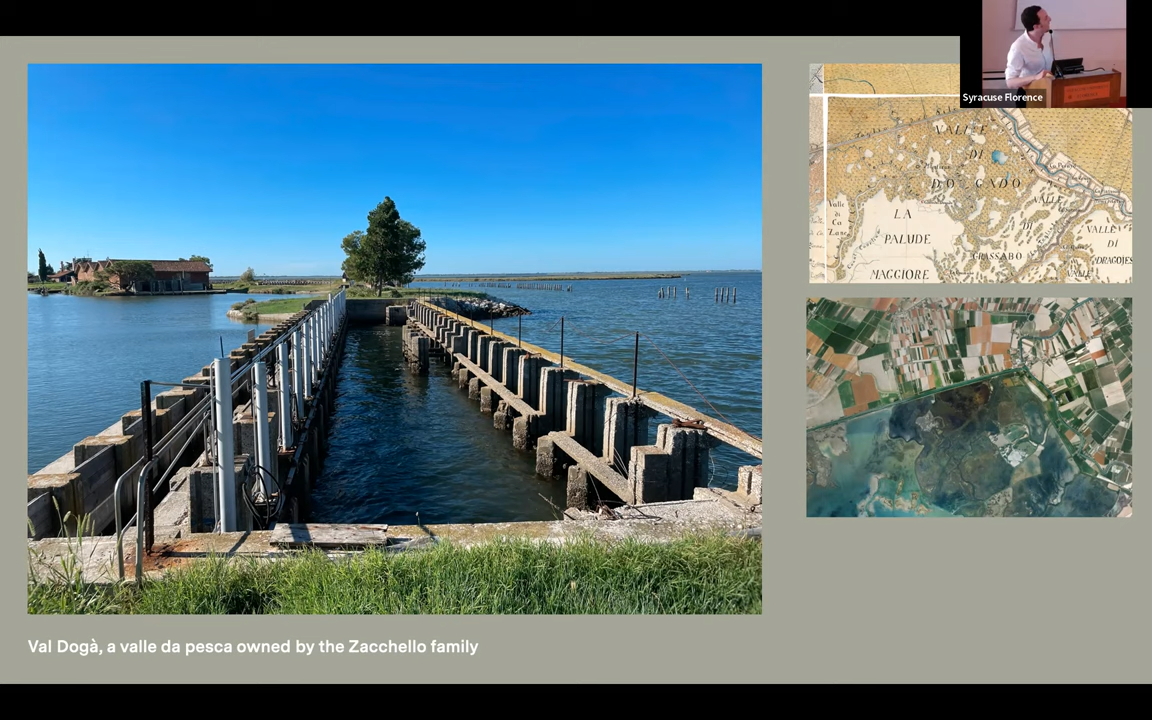 Syracuse Florence
VALLE
DI
DOGADO
Valle
di
Ca
Zane
LA
PALUDE
MAGGIORE
VALLE
DI
GRASSABO
VALLE
DI
DRAGOJES
Val Dogà, a valle da pesca owned by the Zacchello family